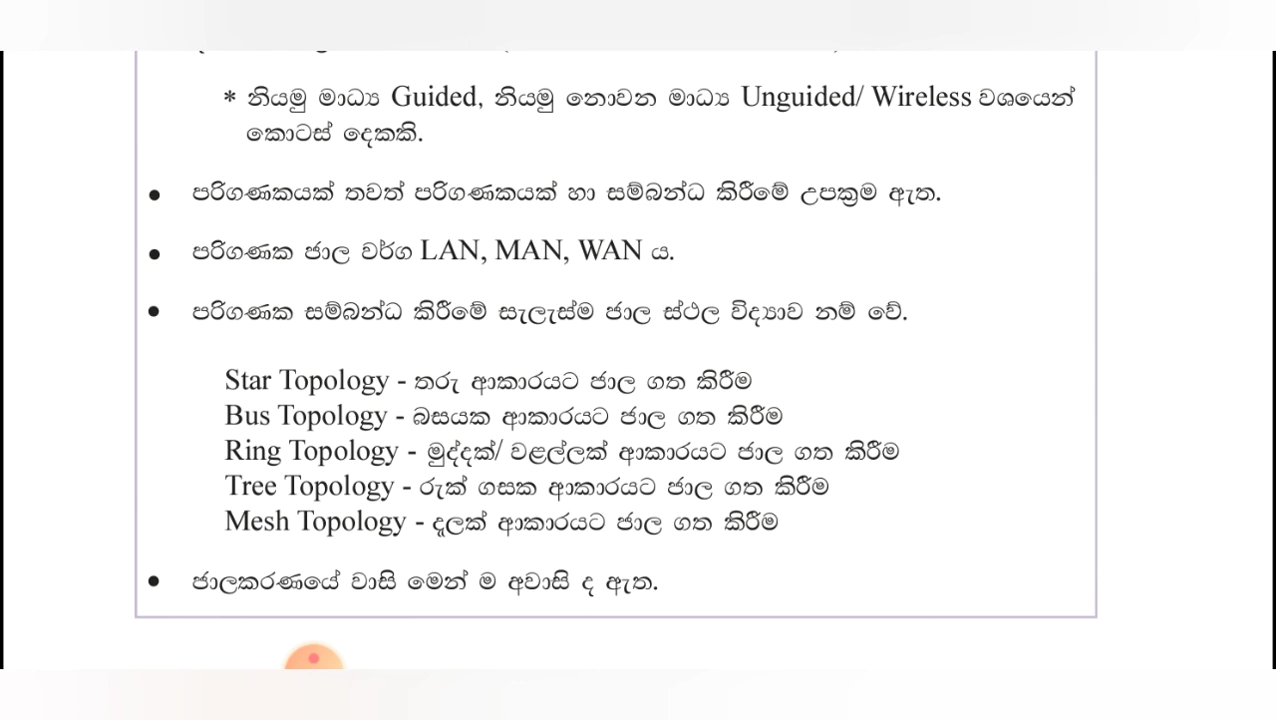 * නියමු මාධ්‍ය Guided, නියමු නොවන මාධ්‍ය Unguided/ Wireless වශයෙන්
කොටස් දෙකකි.
● පරිගණකයක් තවත් පරිගණකයක් හා සම්බන්ධ කිරීමේ උපක්‍රම ඇත.
● පරිගණක ජාල වර්ග LAN, MAN, WAN ය.
● පරිගණක සම්බන්ධ කිරීමේ සැලැස්ම ජාල ස්ථල විද්‍යාව නම් වේ.
Star Topology - තරු ආකාරයට ජාල ගත කිරීම
Bus Topology - බසයක ආකාරයට ජාල ගත කිරීම
Ring Topology - මුද්දක්/ වළල්ලක් ආකාරයට ජාල ගත කිරීම
Tree Topology - රුක් ගසක ආකාරයට ජාල ගත කිරීම
Mesh Topology - දැලක් ආකාරයට ජාල ගත කිරීම
● ජාලකරණයේ වාසි මෙන් ම අවාසි ද ඇත.